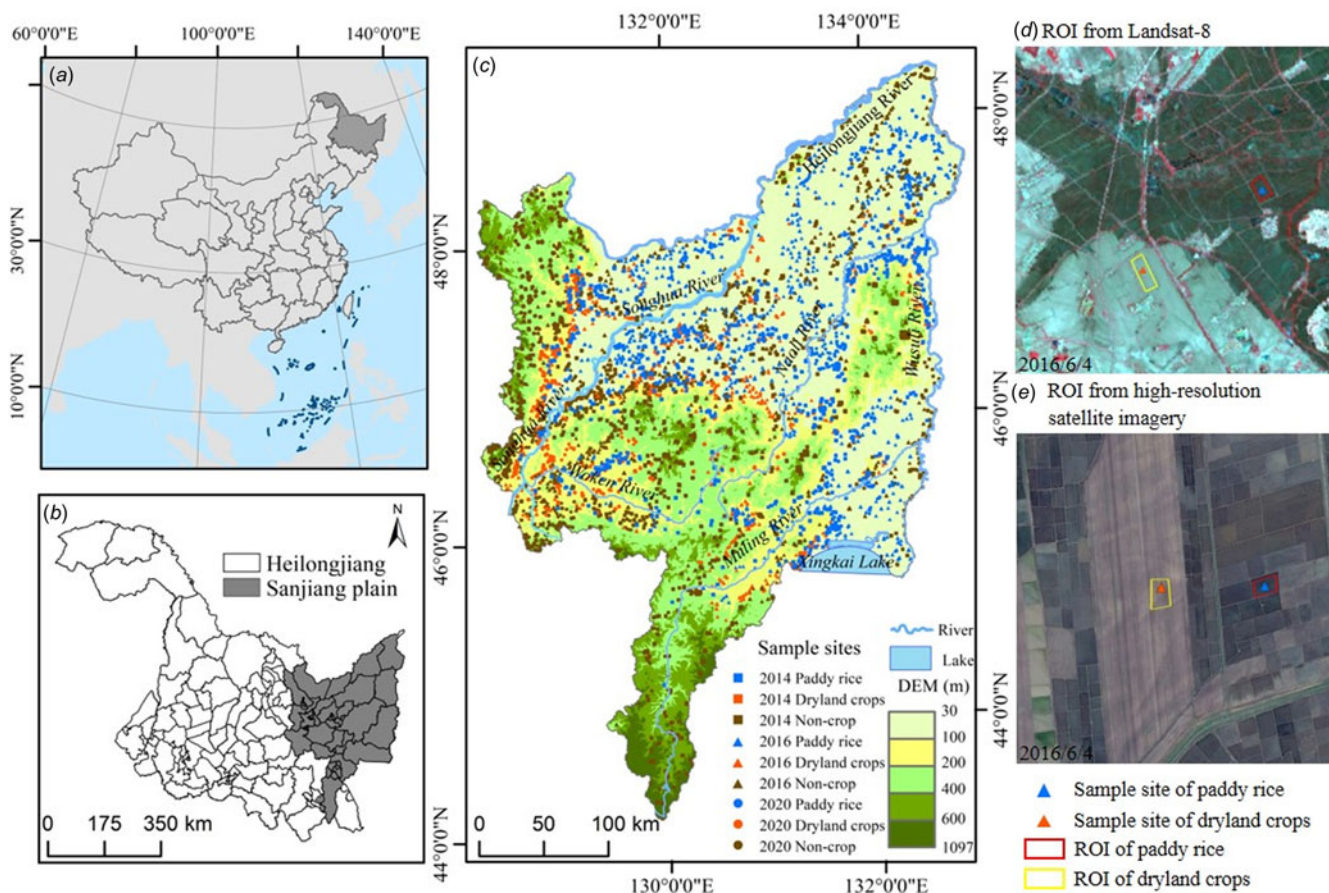 60°0'0"E
100°0'0"E
140°0'0"E
(a)
30°0'0"N
10°0'0"N
(b)
N
Heilongjiang
Sanjiang plain
0 175 350 km
132°0'0"E
134°0'0"E
(c)
48°0'0"N
46°0'0"N
44°0'0"N
Heilongjiang River
Songhua River
Naoli River
Wusuli River
Songhua River
Woken River
Muling River
Xingkai Lake
Sample sites
2014 Paddy rice
2014 Dryland crops
2014 Non-crop
2016 Paddy rice
2016 Dryland crops
2016 Non-crop
2020 Paddy rice
2020 Dryland crops
2020 Non-crop
River
Lake
DEM (m)
30
100
200
400
600
1097
0 50 100 km
130°0'0"E
132°0'0"E
48°0'0"N
46°0'0"N
44°0'0"N
(d) ROI from Landsat-8
2016/6/4
(e) ROI from high-resolution
satellite imagery
2016/6/4
Sample site of paddy rice
Sample site of dryland crops
ROI of paddy rice
ROI of dryland crops